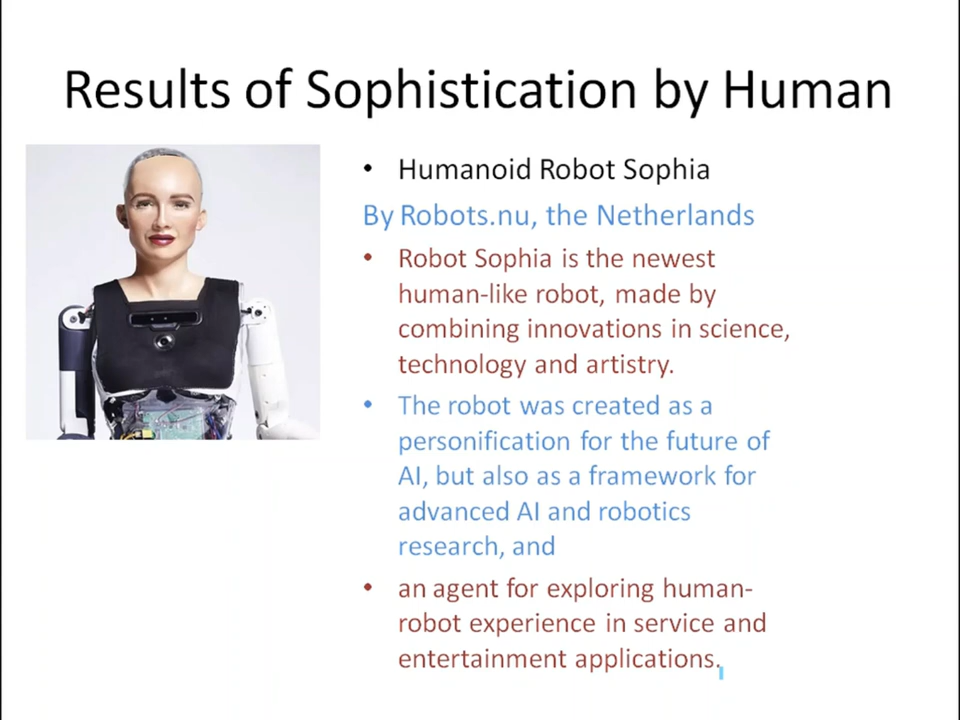 Results of Sophistication by Human
• Humanoid Robot Sophia
By Robots.nu, the Netherlands
• Robot Sophia is the newest
human-like robot, made by
combining innovations in science,
technology and artistry.
• The robot was created as a
personification for the future of
AI, but also as a framework for
advanced AI and robotics
research, and
• an agent for exploring human-
robot experience in service and
entertainment applications.